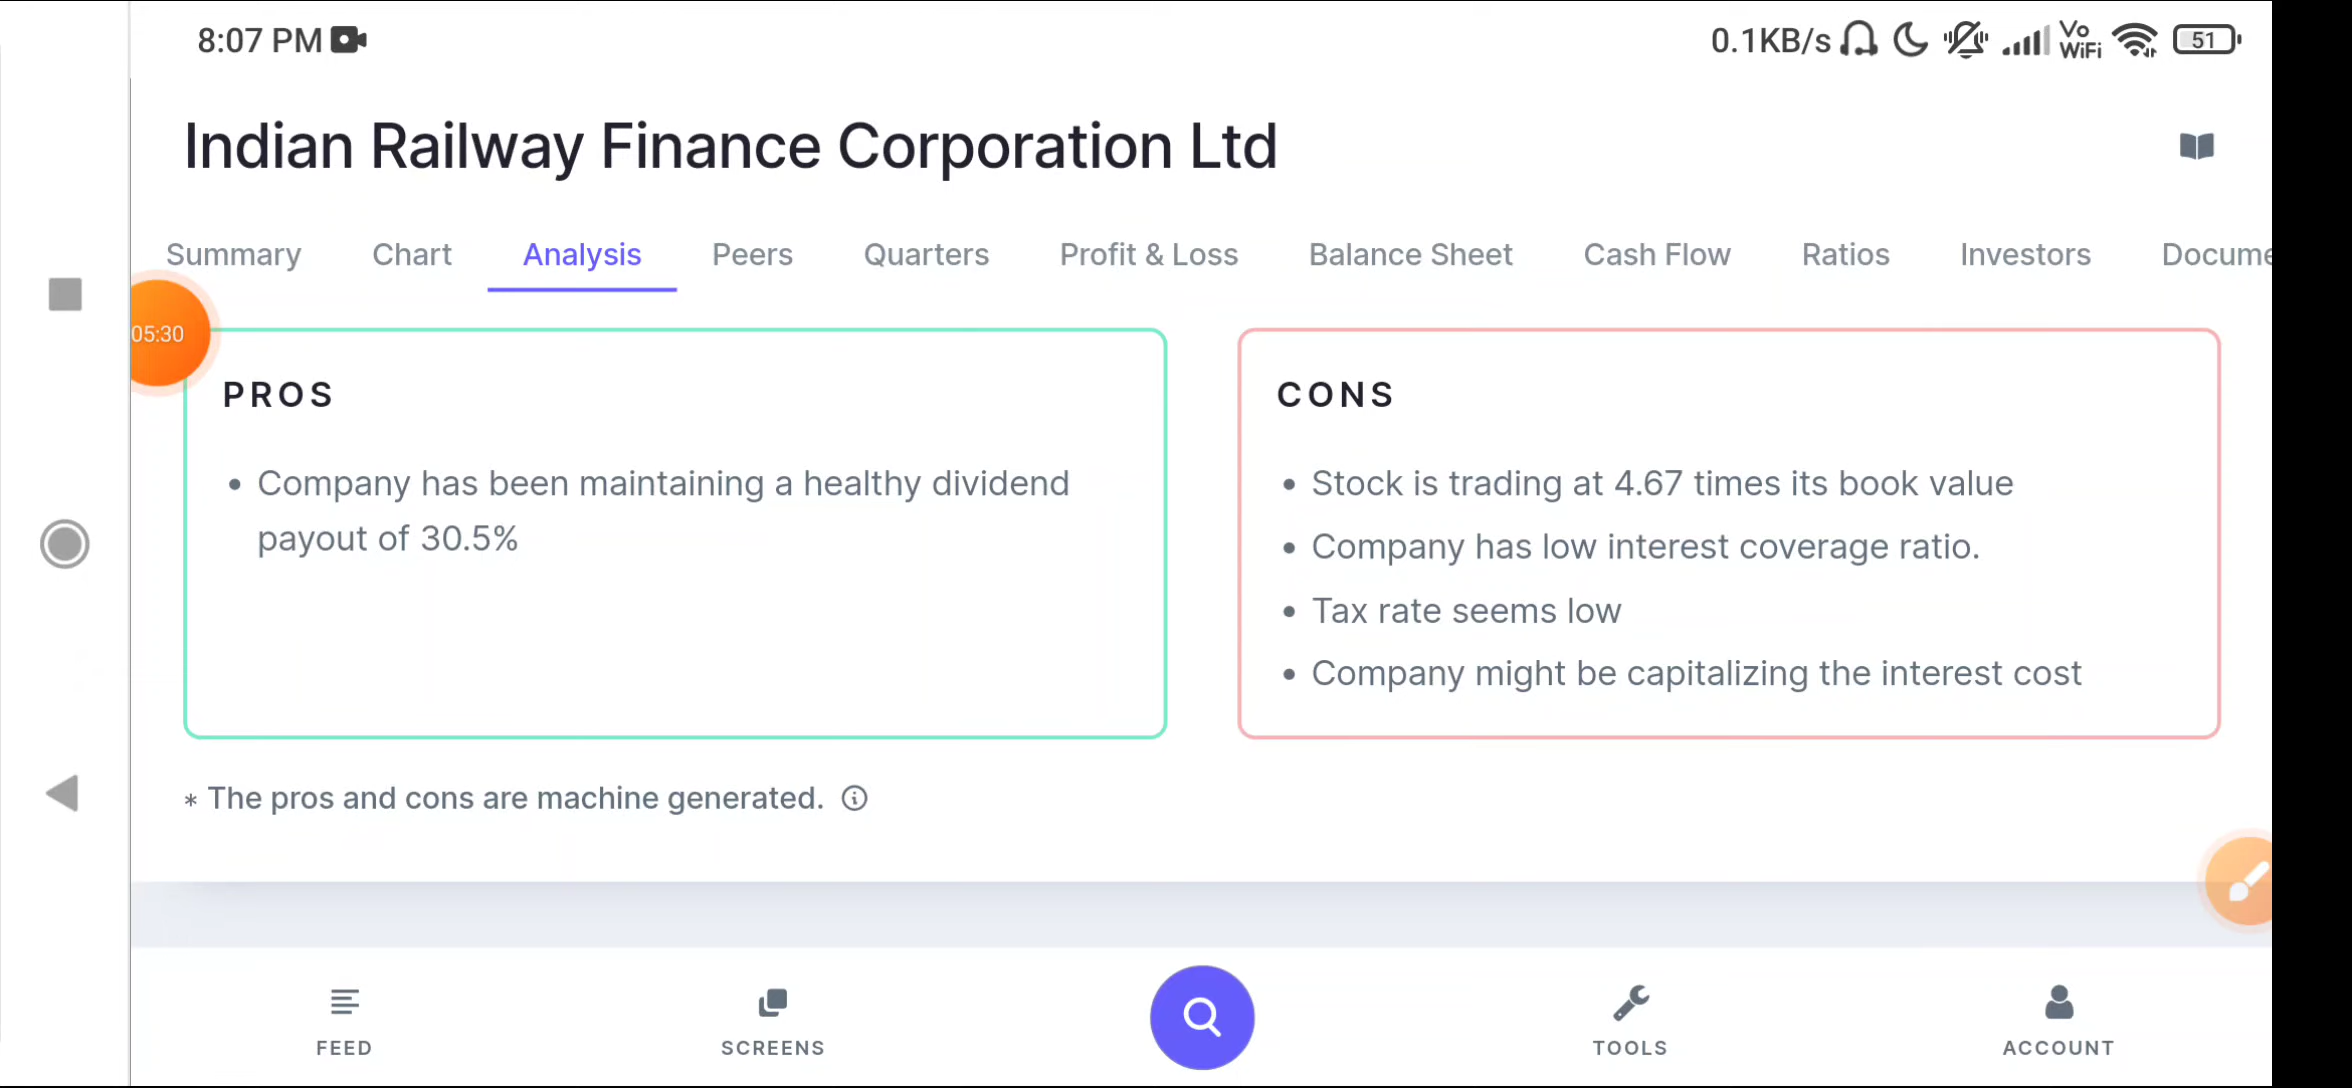 8:07 PM
0.1KB/s
Vo
WiFi
51
Indian Railway Finance Corporation Ltd
Summary Chart Analysis Peers Quarters Profit & Loss Balance Sheet Cash Flow Ratios Investors Docume
05:30
PROS
• Company has been maintaining a healthy dividend
payout of 30.5%
CONS
• Stock is trading at 4.67 times its book value
• Company has low interest coverage ratio.
• Tax rate seems low
• Company might be capitalizing the interest cost
* The pros and cons are machine generated.
FEED SCREENS TOOLS ACCOUNT